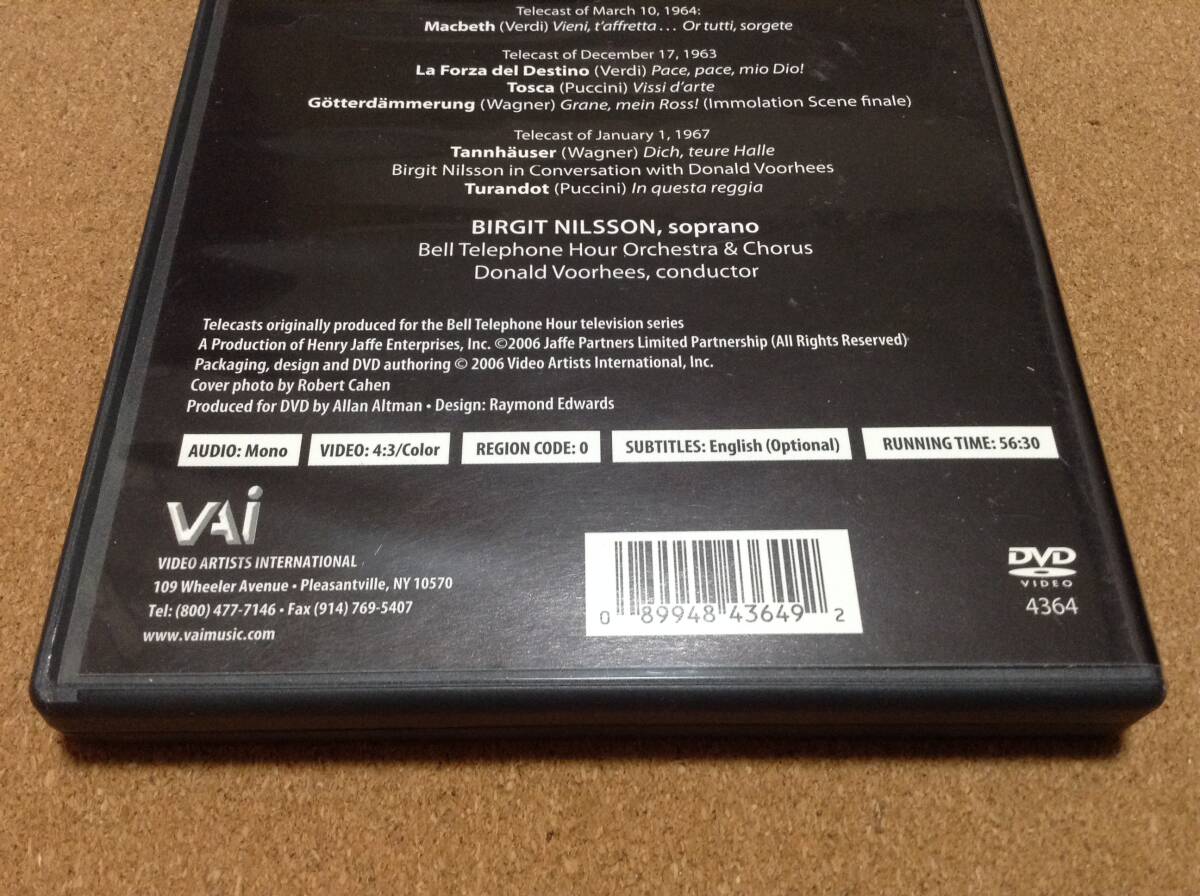 Telecast of March 10, 1964:
Macbeth (Verdi) Vieni, t'affretta... Or tutti, sorgete
Telecast of December 17, 1963
La Forza del Destino (Verdi) Pace, pace, mio Dio!
Tosca (Puccini) Vissi d'arte
Götterdämmerung (Wagner) Grane, mein Ross! (Immolation Scene finale)
Telecast of January 1, 1967
Tannhäuser (Wagner) Dich, teure Halle
Birgit Nilsson in Conversation with Donald Voorhees
Turandot (Puccini) In questa reggia
BIRGIT NILSSON, soprano
Bell Telephone Hour Orchestra & Chorus
Donald Voorhees, conductor
Telecasts originally produced for the Bell Telephone Hour television series
A Production of Henry Jaffe Enterprises, Inc. ©2006 Jaffe Partners Limited Partnership (All Rights Reserved)
Packaging, design and DVD authoring © 2006 Video Artists International, Inc.
Cover photo by Robert Cahen
Produced for DVD by Allan Altman • Design: Raymond Edwards
AUDIO: Mono VIDEO: 4:3/Color REGION CODE: 0 SUBTITLES: English (Optional) RUNNING TIME: 56:30
VAI
VIDEO ARTISTS INTERNATIONAL
109 Wheeler Avenue • Pleasantville, NY 10570
Tel: (800) 477-7146 • Fax (914) 769-5407
www.vaimusic.com
0 89948 43649 2
DVD
VIDEO
4364